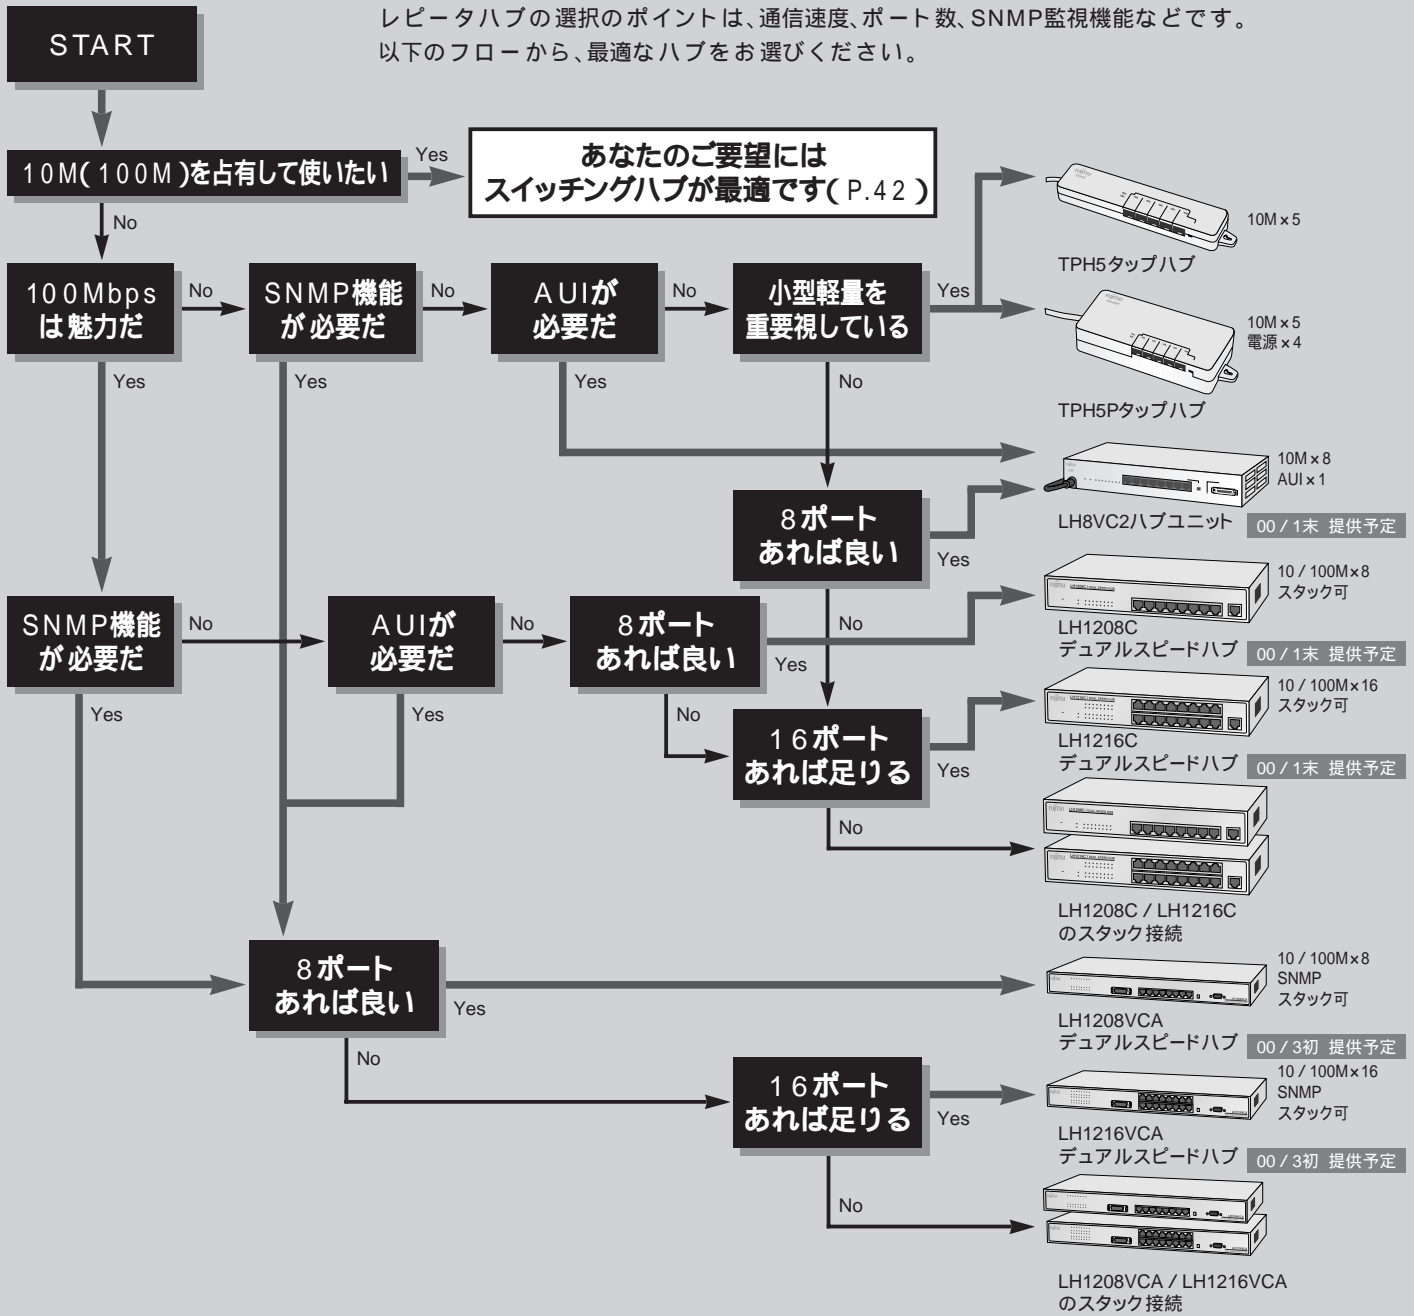 レピータハブの選択のポイントは、通信速度、ポート数、SNMP監視機能などです。
以下のフローから、最適なハブをお選びください。
START
10M(100M)を占有して使いたい
Yes
あなたのご要望には
スイッチングハブが最適です(P.42)
No
100Mbps
は魅力だ
No
SNMP機能
が必要だ
No
AUIが
必要だ
No
小型軽量を
重要視している
Yes
10M×5
TPH5タップハブ
10M×5
電源×4
TPH5Pタップハブ
Yes
Yes
Yes
No
10M×8
AUI×1
LH8VC2ハブユニット
00/1末 提供予定
8ポート
あれば良い
Yes
No
SNMP機能
が必要だ
No
AUIが
必要だ
No
8ポート
あれば良い
Yes
10/100M×8
スタック可
LH1208C
デュアルスピードハブ
00/1末 提供予定
Yes
Yes
No
16ポート
あれば足りる
Yes
10/100M×16
スタック可
LH1216C
デュアルスピードハブ
00/1末 提供予定
No
LH1208C/LH1216C
のスタック接続
8ポート
あれば良い
Yes
10/100M×8
SNMP
スタック可
LH1208VCA
デュアルスピードハブ
00/3初 提供予定
No
16ポート
あれば足りる
Yes
10/100M×16
SNMP
スタック可
LH1216VCA
デュアルスピードハブ
00/3初 提供予定
No
LH1208VCA/LH1216VCA
のスタック接続